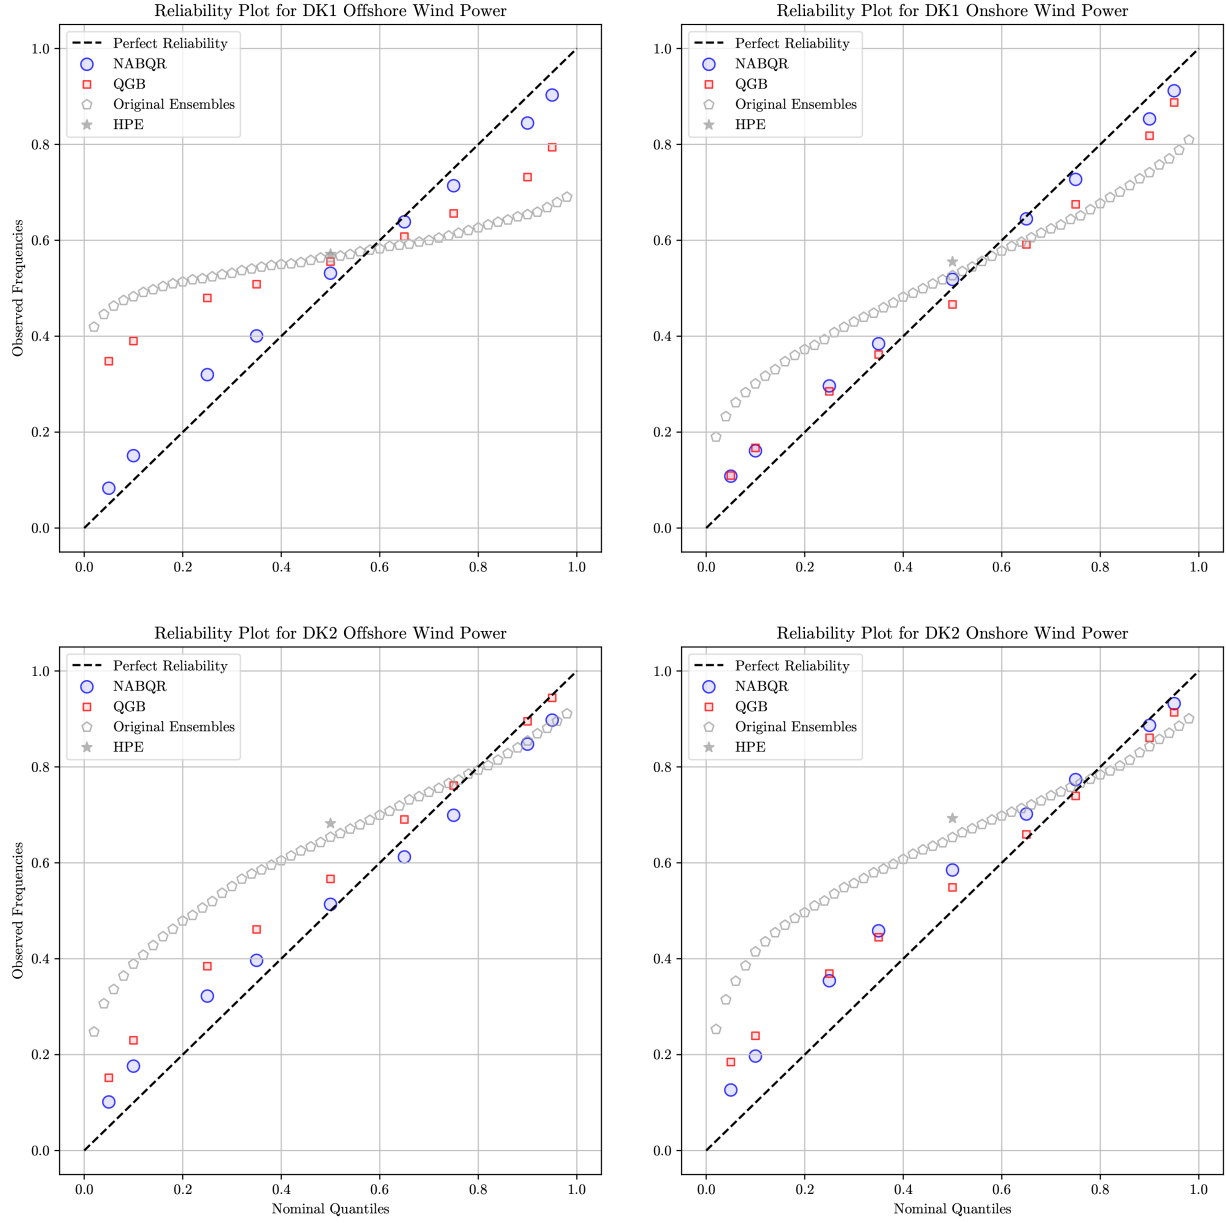 Reliability Plot for DK1 Offshore Wind Power
Perfect Reliability
NABQR
QGB
Original Ensembles
HPE
1.0
0.8
0.6
0.4
0.2
0.0
Observed Frequencies
0.0 0.2 0.4 0.6 0.8 1.0
Reliability Plot for DK1 Onshore Wind Power
Perfect Reliability
NABQR
QGB
Original Ensembles
HPE
1.0
0.8
0.6
0.4
0.2
0.0
0.0 0.2 0.4 0.6 0.8 1.0
Reliability Plot for DK2 Offshore Wind Power
Perfect Reliability
NABQR
QGB
Original Ensembles
HPE
1.0
0.8
0.6
0.4
0.2
0.0
Observed Frequencies
0.0 0.2 0.4 0.6 0.8 1.0
Nominal Quantiles
Reliability Plot for DK2 Onshore Wind Power
Perfect Reliability
NABQR
QGB
Original Ensembles
HPE
1.0
0.8
0.6
0.4
0.2
0.0
0.0 0.2 0.4 0.6 0.8 1.0
Nominal Quantiles